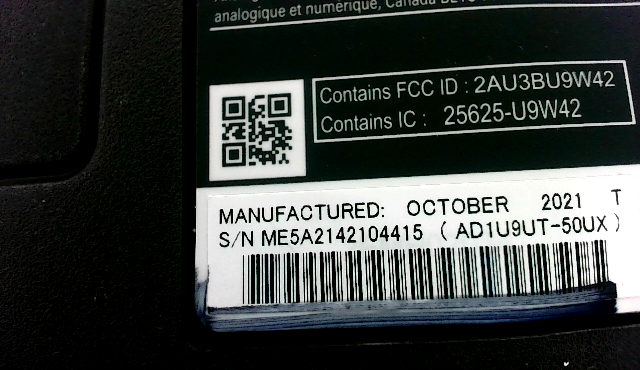 analogique et numérique, Canada
Contains FCC ID : 2AU3BU9W42
Contains IC : 25625-U9W42
MANUFACTURED: OCTOBER 2021 T
S/N ME5A2142104415 ( AD1U9UT-50UX )